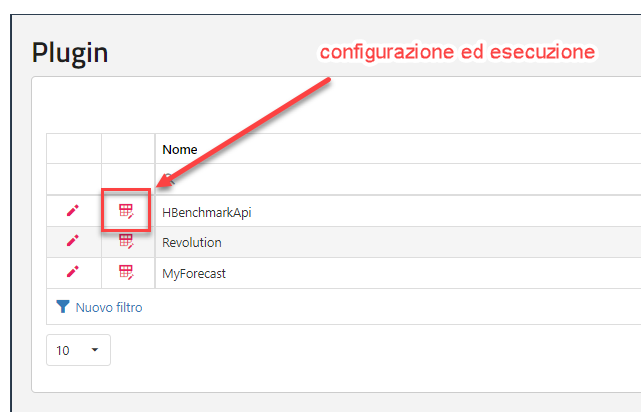 Plugin
configurazione ed esecuzione
Nome
HBenchmarkApi
Revolution
MyForecast
Nuovo filtro
10